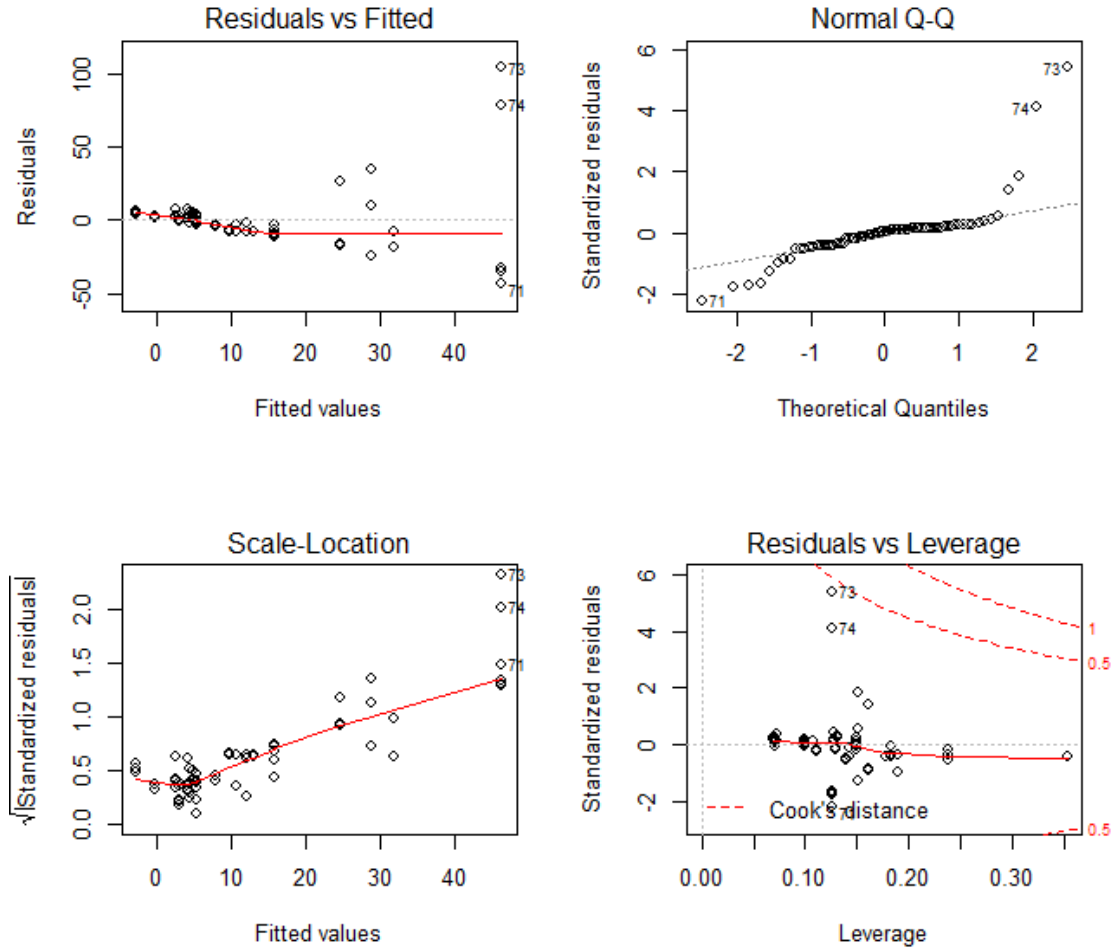 Residuals vs Fitted
Residuals
100
50
0
-50
73
74
71
0 10 20 30 40
Fitted values
Normal Q-Q
Standardized residuals
6
4
2
0
-2
73
74
71
-2 -1 0 1 2
Theoretical Quantiles
Scale-Location
√|Standardized residuals|
2.0
1.5
1.0
0.5
0.0
73
74
71
0 10 20 30 40
Fitted values
Residuals vs Leverage
Standardized residuals
6
4
2
0
-2
73
74
71
1
0.5
0.5
Cook's distance
0.00 0.10 0.20 0.30
Leverage